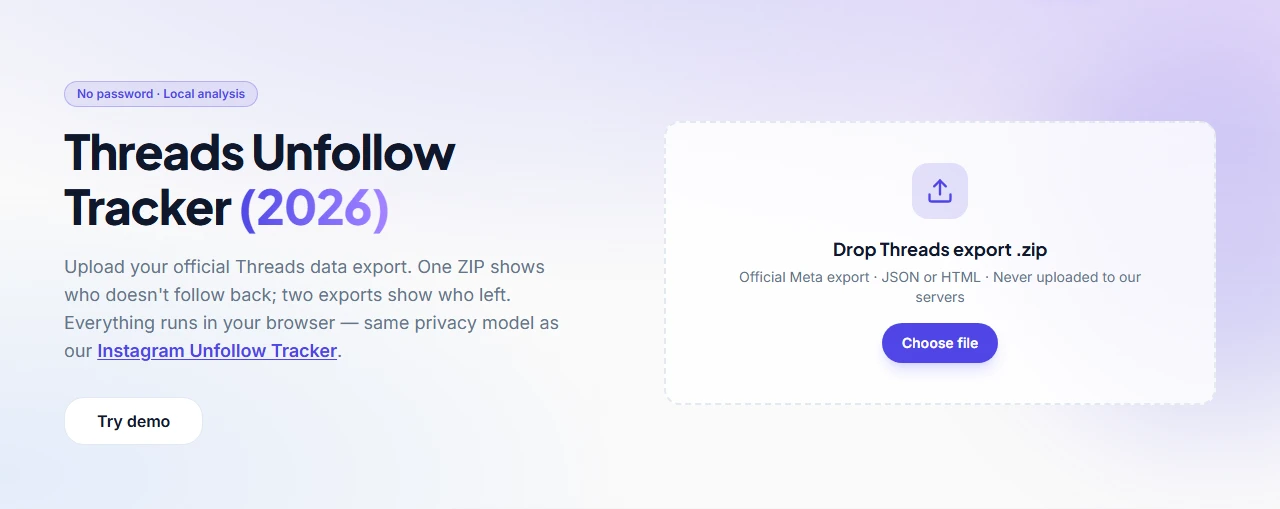 No password · Local analysis
Threads Unfollow
Tracker (2026)
Upload your official Threads data export. One ZIP shows
who doesn't follow back; two exports show who left.
Everything runs in your browser — same privacy model as
our Instagram Unfollow Tracker.
Try demo
Drop Threads export .zip
Official Meta export · JSON or HTML · Never uploaded to our
servers
Choose file